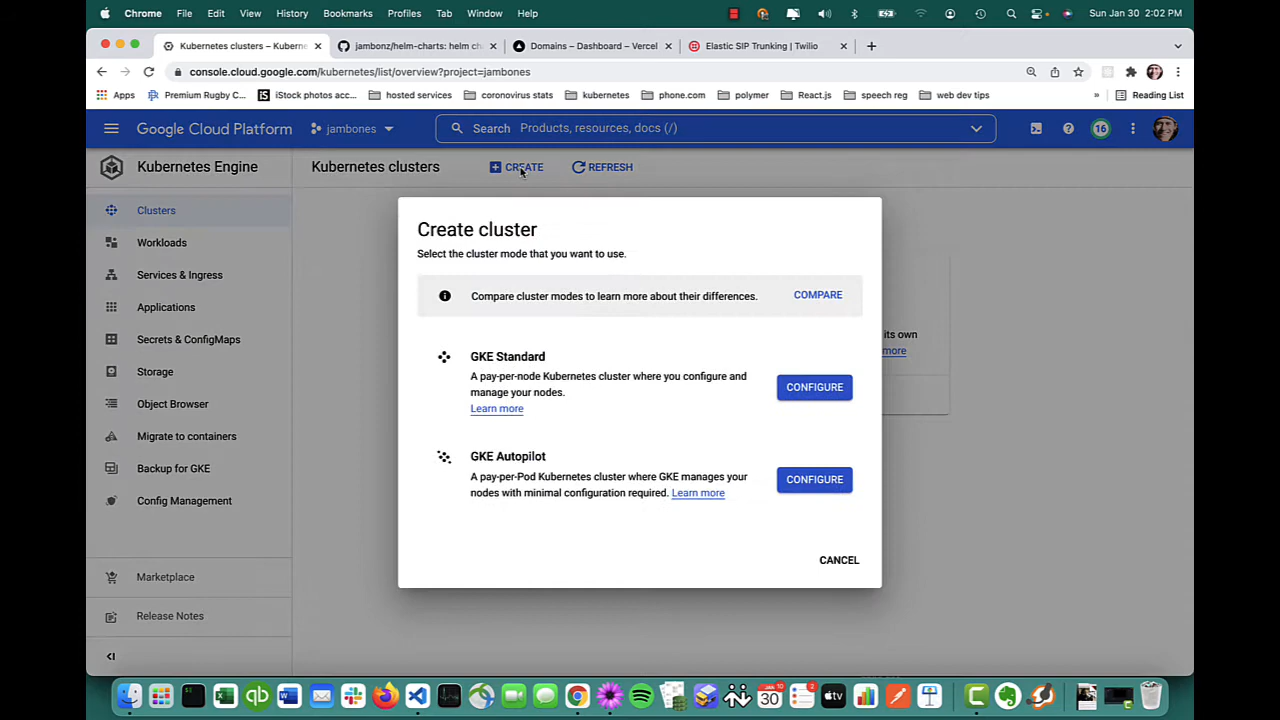 Chrome File Edit View History Bookmarks Profiles Tab Window Help Sun Jan 30 2:02 PM
Kubernetes clusters – Kuberne
jambonz/helm-charts: helm ch
Domains – Dashboard – Vercel
Elastic SIP Trunking | Twilio
console.cloud.google.com/kubernetes/list/overview?project=jambones
Apps Premium Rugby C... iStock photos acc... hosted services coronovirus stats kubernetes phone.com polymer React.js speech reg web dev tips » Reading List
Google Cloud Platform jambones Search Products, resources, docs (/) 16
Kubernetes Engine
Kubernetes clusters CREATE REFRESH
Clusters
Workloads
Services & Ingress
Applications
Secrets & ConfigMaps
Storage
Object Browser
Migrate to containers
Backup for GKE
Config Management
Marketplace
Release Notes
Create cluster
Select the cluster mode that you want to use.
Compare cluster modes to learn more about their differences. COMPARE
GKE Standard
A pay-per-node Kubernetes cluster where you configure and
manage your nodes.
Learn more
CONFIGURE
GKE Autopilot
A pay-per-Pod Kubernetes cluster where GKE manages your
nodes with minimal configuration required. Learn more
CONFIGURE
CANCEL
its own
more
JAN
30
tv